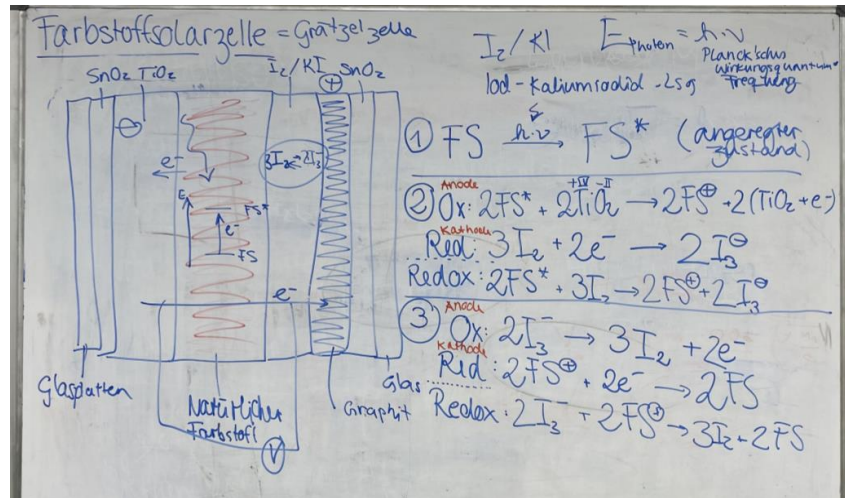 Farbstoffsolarzelle = Grätzelzelle
SnO₂ TiO₂ I₂/KI SnO₂
⊖ ⊕
e⁻
E
FS*
e⁻
FS
e⁻
Glasplatten
Natürlicher
Farbstoff
V
Graphit
Glas
I₂/KI
Iod-Kaliumiodid-Lsg
E Photon = h·ν
Planck'sches
Wirkungsquantum·
Frequenz
① FS h·ν → FS* (angeregter
zustand)
Anode +IV -II
② Ox: 2FS* + 2TiO₂ → 2FS⊕ + 2(TiO₂ + e⁻)
Kathode
Red: 3I₂ + 2e⁻ → 2I₃⊖
Redox: 2FS* + 3I₂ → 2FS⊕ + 2I₃⊖
Anode
③ Ox: 2I₃⁻ → 3I₂ + 2e⁻
Kathode
Red: 2FS⊕ + 2e⁻ → 2FS
Redox: 2I₃⁻ + 2FS⊕ → 3I₂ + 2FS